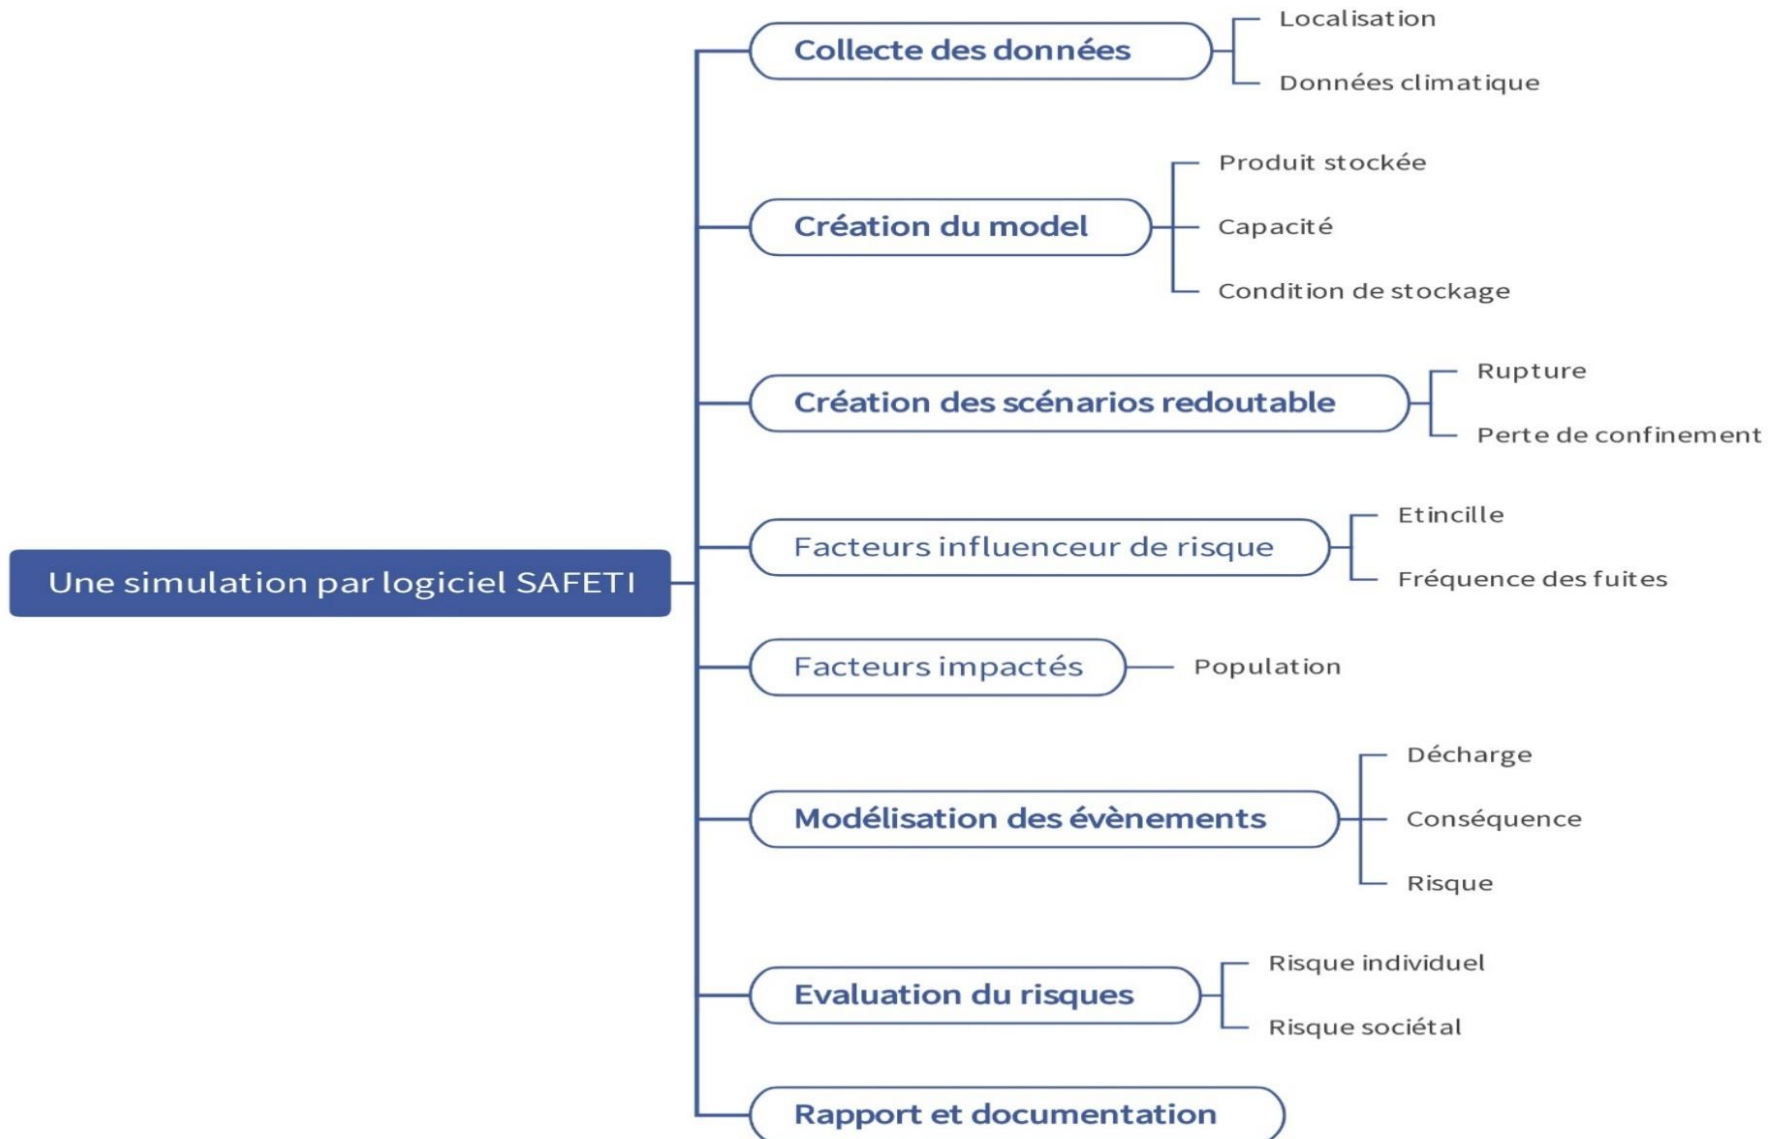 Une simulation par logiciel SAFETI
Collecte des données
Localisation
Données climatique
Création du model
Produit stockée
Capacité
Condition de stockage
Création des scénarios redoutable
Rupture
Perte de confinement
Facteurs influenceur de risque
Etincille
Fréquence des fuites
Facteurs impactés
Population
Modélisation des évènements
Décharge
Conséquence
Risque
Evaluation du risques
Risque individuel
Risque sociétal
Rapport et documentation